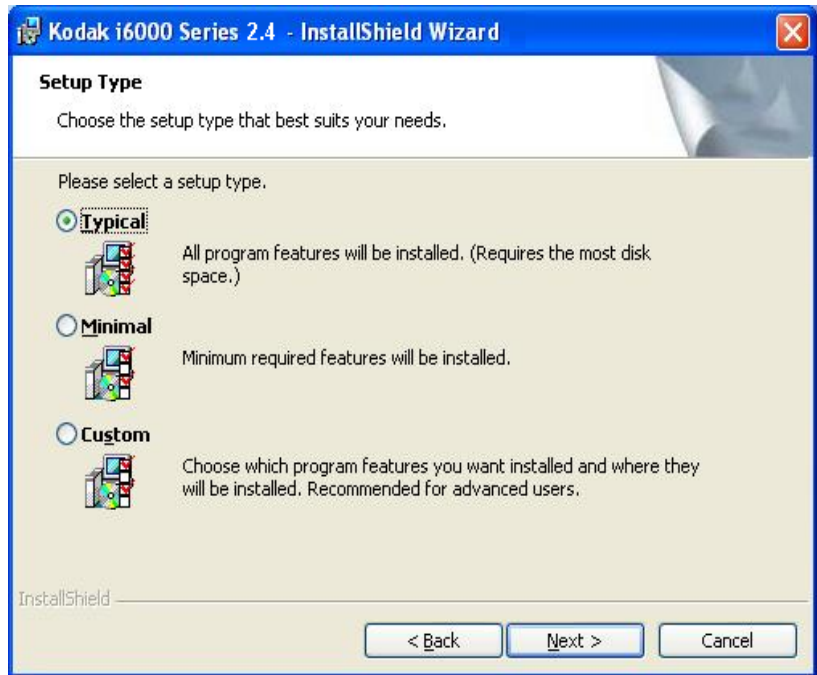 Kodak i6000 Series 2.4 - InstallShield Wizard
Setup Type
Choose the setup type that best suits your needs.
Please select a setup type.
Typical
All program features will be installed. (Requires the most disk
space.)
Minimal
Minimum required features will be installed.
Custom
Choose which program features you want installed and where they
will be installed. Recommended for advanced users.
InstallShield
< Back
Next >
Cancel